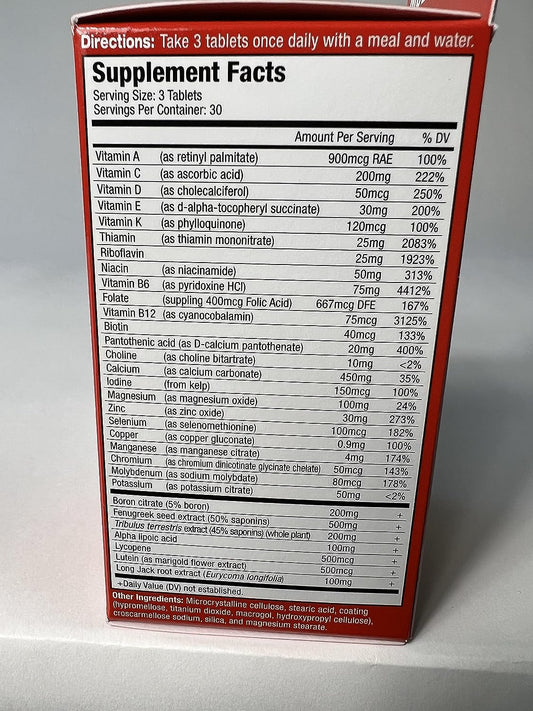 Directions: Take 3 tablets once daily with a meal and water.
Supplement Facts
Serving Size: 3 Tablets
Servings Per Container: 30
Amount Per Serving % DV
Vitamin A (as retinyl palmitate) 900mcg RAE 100%
Vitamin C (as ascorbic acid) 200mg 222%
Vitamin D (as cholecalciferol) 50mcg 250%
Vitamin E (as d-alpha-tocopheryl succinate) 30mg 200%
Vitamin K (as phylloquinone) 120mcg 100%
Thiamin (as thiamin mononitrate) 25mg 2083%
Riboflavin 25mg 1923%
Niacin (as niacinamide) 50mg 313%
Vitamin B6 (as pyridoxine HCl) 75mg 4412%
Folate (suppling 400mcg Folic Acid) 667mcg DFE 167%
Vitamin B12 (as cyanocobalamin) 75mcg 3125%
Biotin 40mcg 133%
Pantothenic acid (as D-calcium pantothenate) 20mg 400%
Choline (as choline bitartrate) 10mg <2%
Calcium (as calcium carbonate) 450mg 35%
Iodine (from kelp) 150mcg 100%
Magnesium (as magnesium oxide) 100mg 24%
Zinc (as zinc oxide) 30mg 273%
Selenium (as selenomethionine) 100mcg 182%
Copper (as copper gluconate) 0.9mg 100%
Manganese (as manganese citrate) 4mg 174%
Chromium (as chromium dinicotinate glycinate chelate) 50mcg 143%
Molybdenum (as sodium molybdate) 80mcg 178%
Potassium (as potassium citrate) 50mg <2%
Boron citrate (5% boron) 200mg +
Fenugreek seed extract (50% saponins) 500mg +
Tribulus terrestris extract (45% saponins) (whole plant) 200mg +
Alpha lipoic acid 100mg +
Lycopene 500mcg +
Lutein (as marigold flower extract) 500mcg +
Long Jack root extract (Eurycoma longifolia) 100mg +
+Daily Value (DV) not established.
Other Ingredients: Microcrystalline cellulose, stearic acid, coating
(hypromellose, titanium dioxide, macrogol, hydroxypropyl cellulose),
croscarmellose sodium, silica, and magnesium stearate.